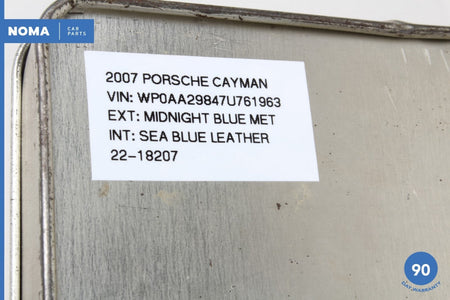 NOMA CAR PARTS
2007 PORSCHE CAYMAN
VIN: WP0AA29847U761963
EXT: MIDNIGHT BLUE MET
INT: SEA BLUE LEATHER
22-18207
90
DAY WARRANTY